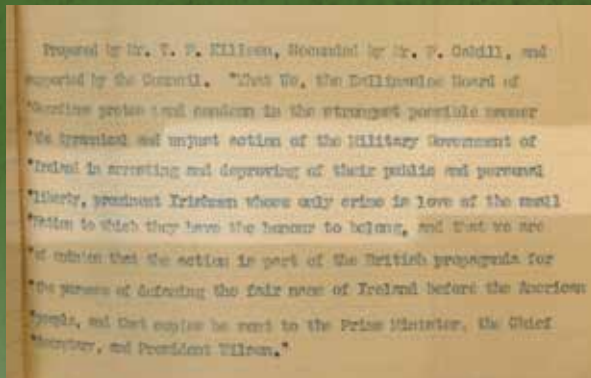 Proposed by Mr. T. F. Killeen, Seconded by Mr. P. Cahill, and
supported by the Council. "That We, the Ballinasloe Board of
"Guardians protest and condemn in the strongest possible manner
"the tyranical and unjust action of the Military Government of
"Ireland in arresting and depriving of their public and personal
"liberty, prominent Irishmen whose only crime is love of the small
"Nation to which they have the honour to belong, and that we are
"of opinion that the action is part of the British propaganda for
"the purpose of defaming the fair name of Ireland before the American
"people, and that copies be sent to the Prime Minister, the Chief
"Secretary, and President Wilson."